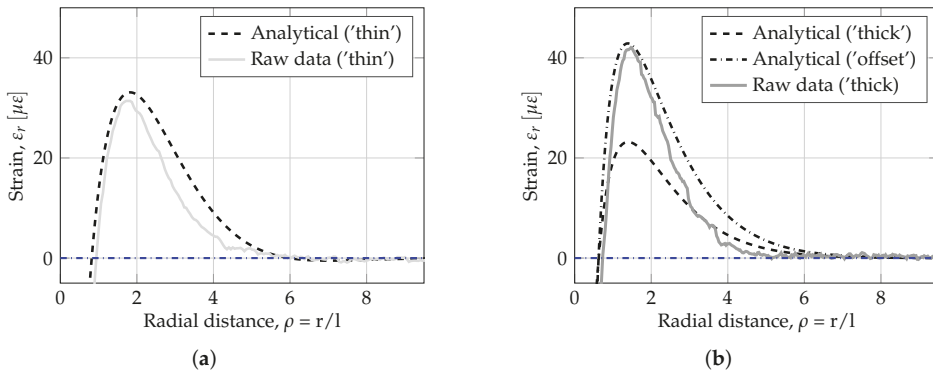 Analytical ('thin')
Raw data ('thin')
40
20
0
Strain, εr [με]
0
2
4
6
8
Radial distance, ρ = r/l
(a)
Analytical ('thick')
Analytical ('offset')
Raw data ('thick)
40
20
0
Strain, εr [με]
0
2
4
6
8
Radial distance, ρ = r/l
(b)